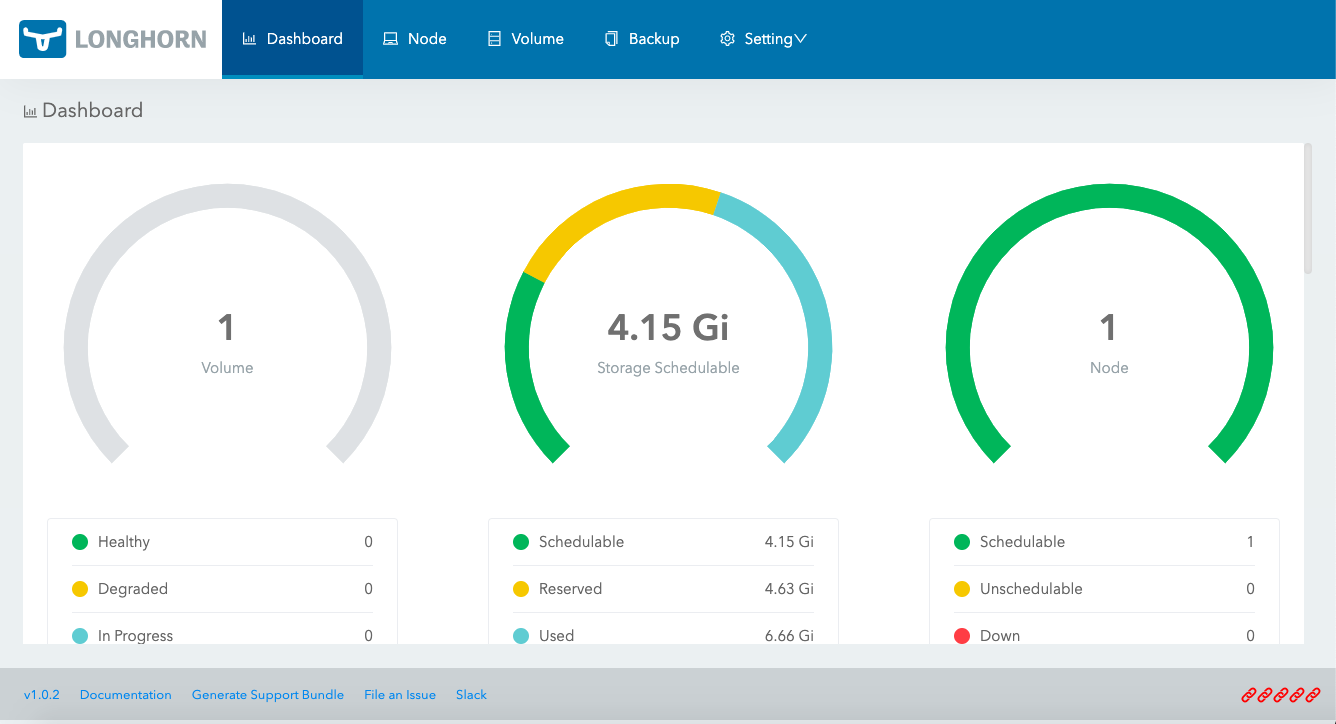 LONGHORN
Dashboard
Node
Volume
Backup
Setting
Dashboard
1
Volume
4.15 Gi
Storage Schedulable
1
Node
Healthy 0
Degraded 0
In Progress 0
Schedulable 4.15 Gi
Reserved 4.63 Gi
Used 6.66 Gi
Schedulable 1
Unschedulable 0
Down 0
v1.0.2 Documentation Generate Support Bundle File an Issue Slack